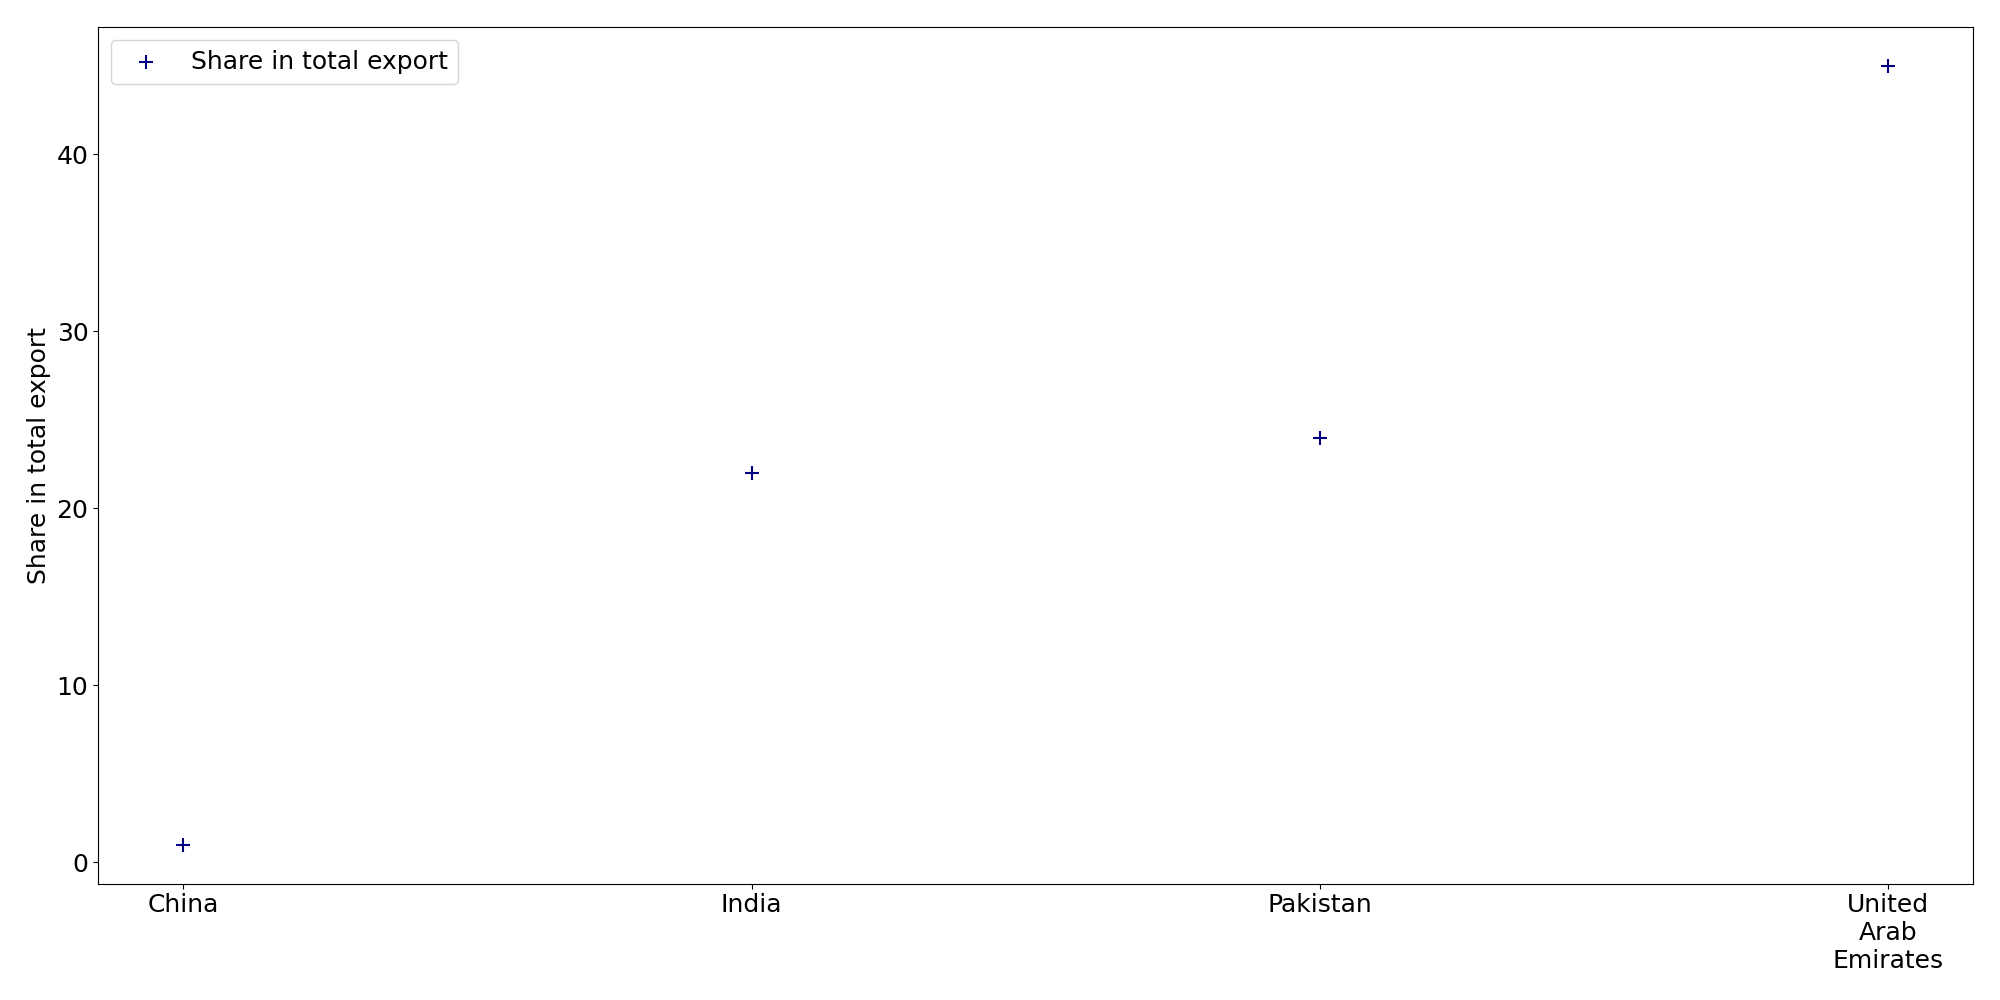 Share in total export
Share in total export
40
30
20
10
0
China
India
Pakistan
United
Arab
Emirates